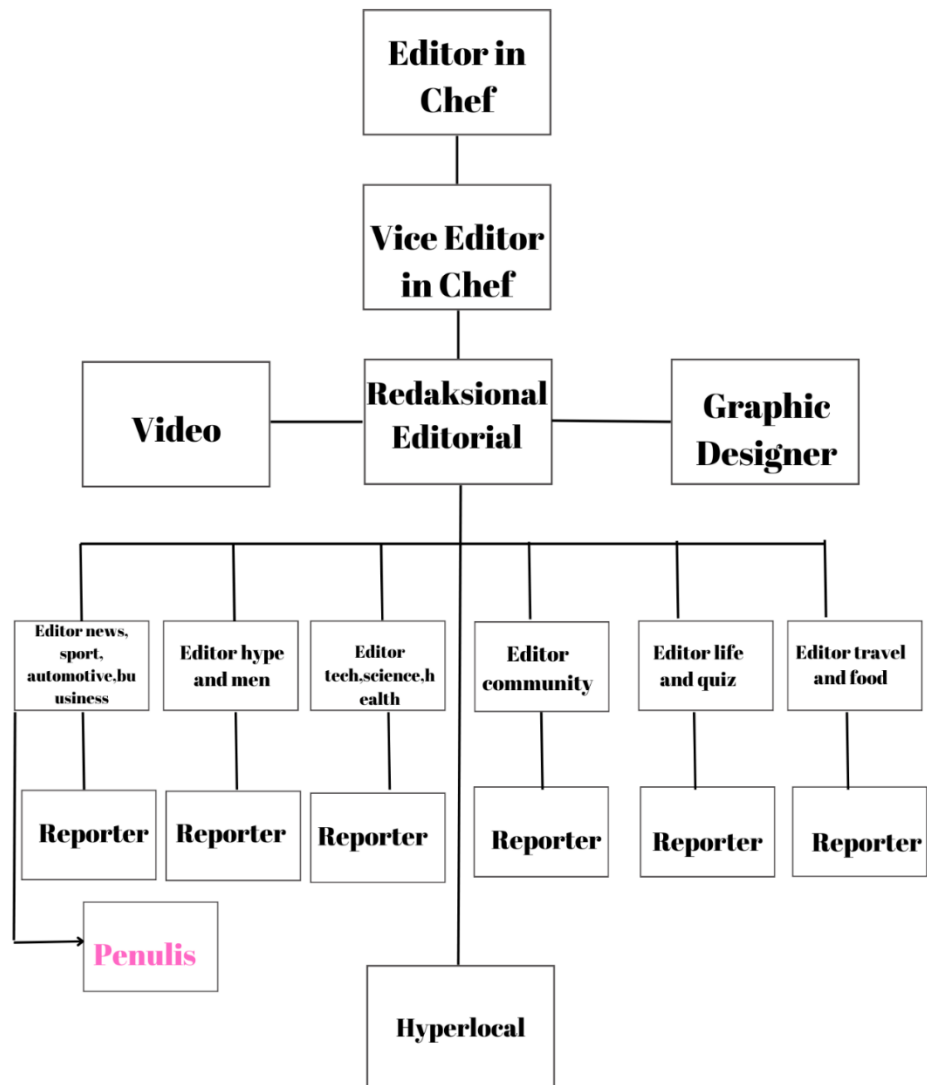 Editor in
Chef
Vice Editor
in Chef
Video
Redaksional
Editorial
Graphic
Designer
Editor news,
sport,
automotive,bu
usiness
Editor hype
and men
Editor
tech,science,h
ealth
Editor
community
Editor life
and quiz
Editor travel
and food
Reporter
Reporter
Reporter
Reporter
Reporter
Reporter
Penulis
Hyperlocal